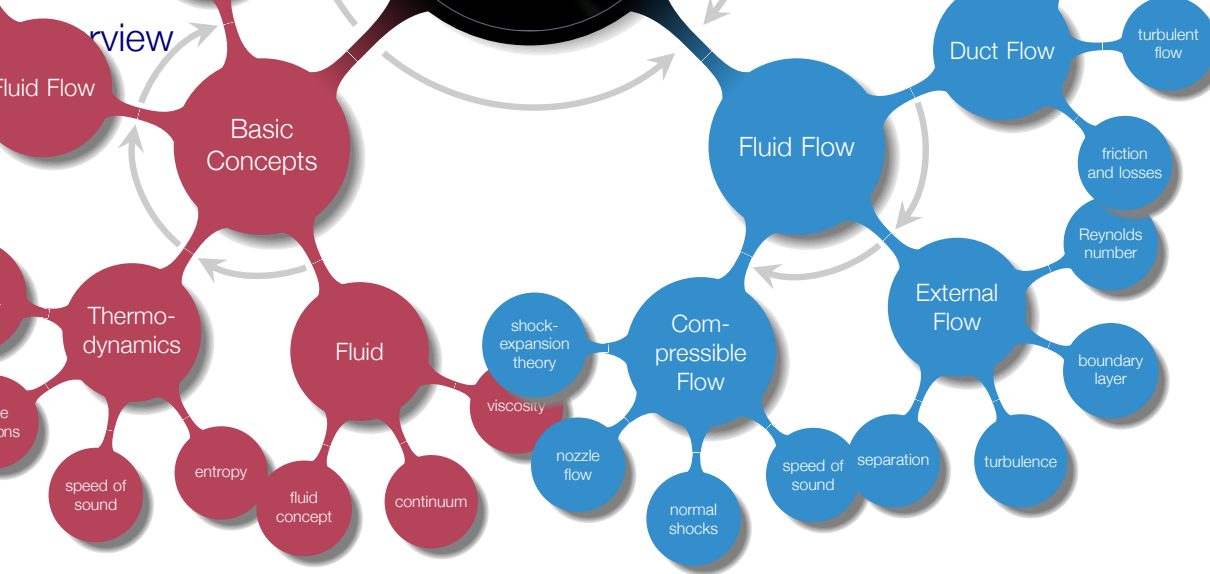 rview
Fluid Flow
Basic
Concepts
Thermo-
dynamics
Fluid
speed of
sound
entropy
fluid
concept
continuum
viscosity
Fluid Flow
Duct Flow
turbulent
flow
friction
and losses
Reynolds
number
External
Flow
boundary
layer
turbulence
separation
Com-
pressible
Flow
shock-
expansion
theory
nozzle
flow
normal
shocks
speed of
sound
e
ons